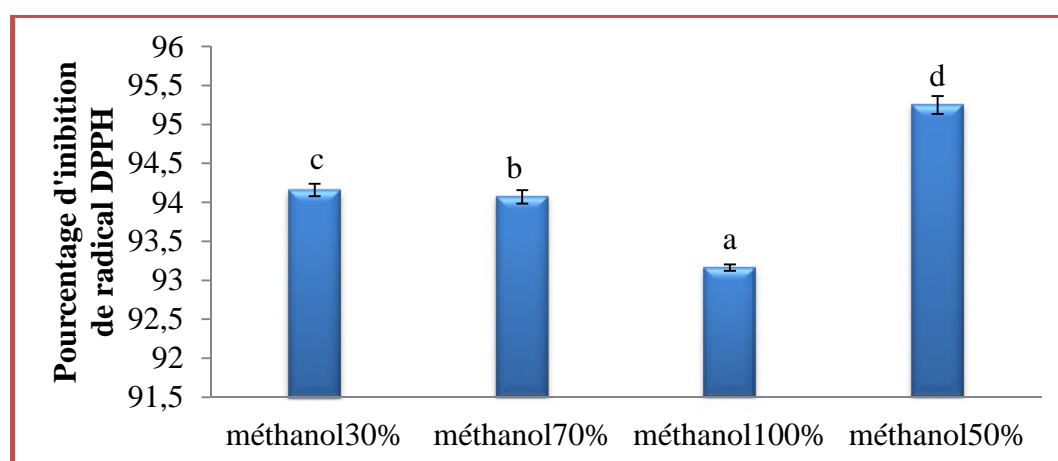 Pourcentage d'inibition
de radical DPPH
96
95,5
95
94,5
94
93,5
93
92,5
92
91,5
c
b
a
d
méthanol30%
méthanol70%
méthanol100%
méthanol50%